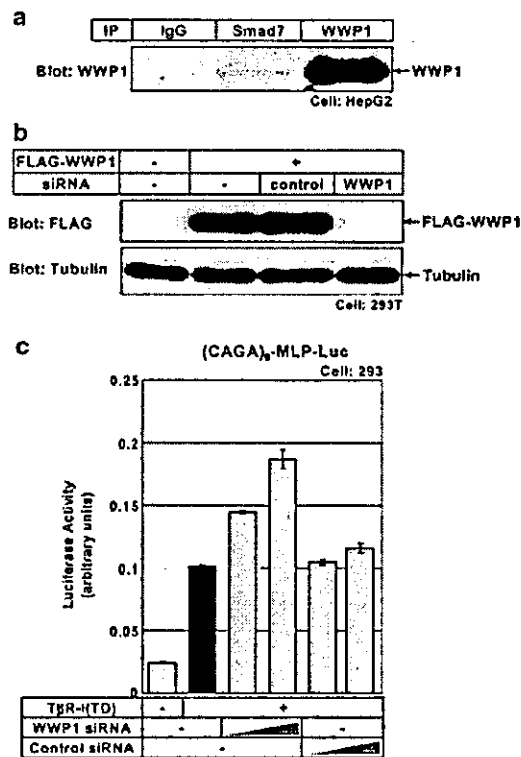 a
IP IgG Smad7 WWP1
Blot: WWP1 ←WWP1
Cell: HepG2
b
FLAG-WWP1 - +
siRNA - - control WWP1
Blot: FLAG ←FLAG-WWP1
Blot: Tubulin ←Tubulin
Cell: 293T
c
(CAGA)₉-MLP-Luc
Cell: 293
0.25
0.2
0.15
0.1
0.05
0
Luciferase Activity
(arbitrary units)
TβR-I(TD) - +
WWP1 siRNA - -
Control siRNA -